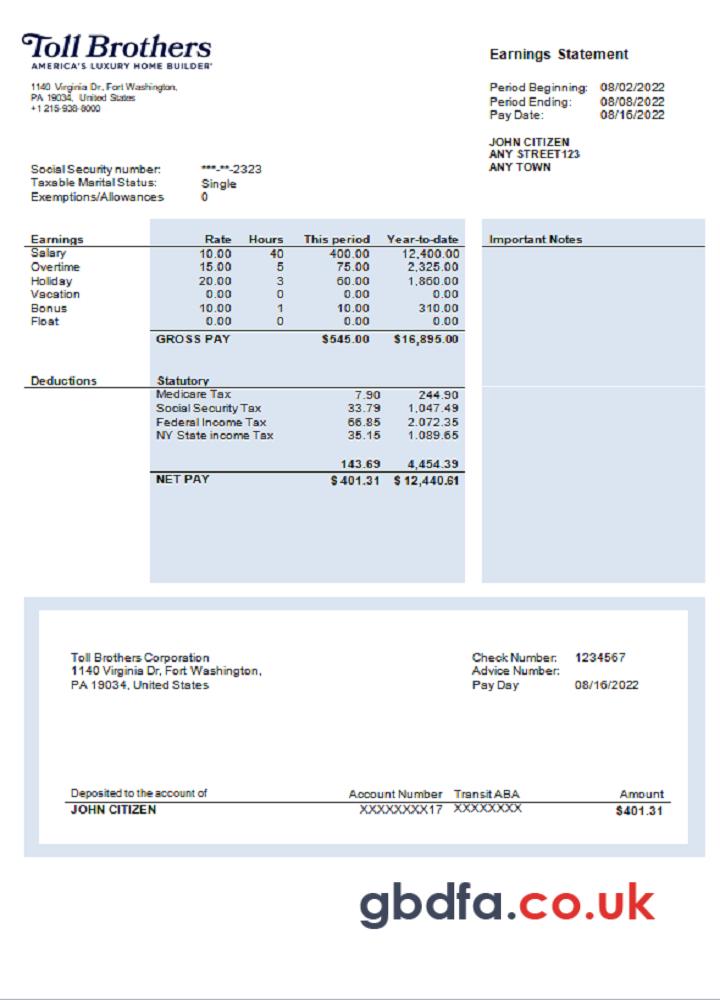 Toll Brothers
AMERICA'S LUXURY HOME BUILDER®
1140 Virginia Dr, Fort Washington,
PA 19034, United States
+1 215-938-8000
Earnings Statement
Period Beginning: 08/02/2022
Period Ending: 08/08/2022
Pay Date: 08/16/2022
JOHN CITIZEN
ANY STREET123
ANY TOWN
Social Security number: ***-**-2323
Taxable Marital Status: Single
Exemptions/Allowances 0
Earnings Rate Hours This period Year-to-date
Salary 10.00 40 400.00 12,400.00
Overtime 15.00 5 75.00 2,325.00
Holiday 20.00 3 60.00 1,860.00
Vacation 0.00 0 0.00 0.00
Bonus 10.00 1 10.00 310.00
Float 0.00 0 0.00 0.00
GROSS PAY $545.00 $16,895.00
Important Notes
Deductions Statutory
Medicare Tax 7.90 244.90
Social Security Tax 33.79 1,047.49
Federal Income Tax 66.85 2,072.35
NY State income Tax 35.15 1.089.65
143.69 4,454.39
NET PAY $401.31 $12,440.61
Toll Brothers Corporation
1140 Virginia Dr, Fort Washington,
PA 19034, United States
Check Number: 1234567
Advice Number:
Pay Day 08/16/2022
Deposited to the account of Account Number Transit ABA Amount
JOHN CITIZEN XXXXXXXX17 XXXXXXXX $401.31
gbdfa.co.uk